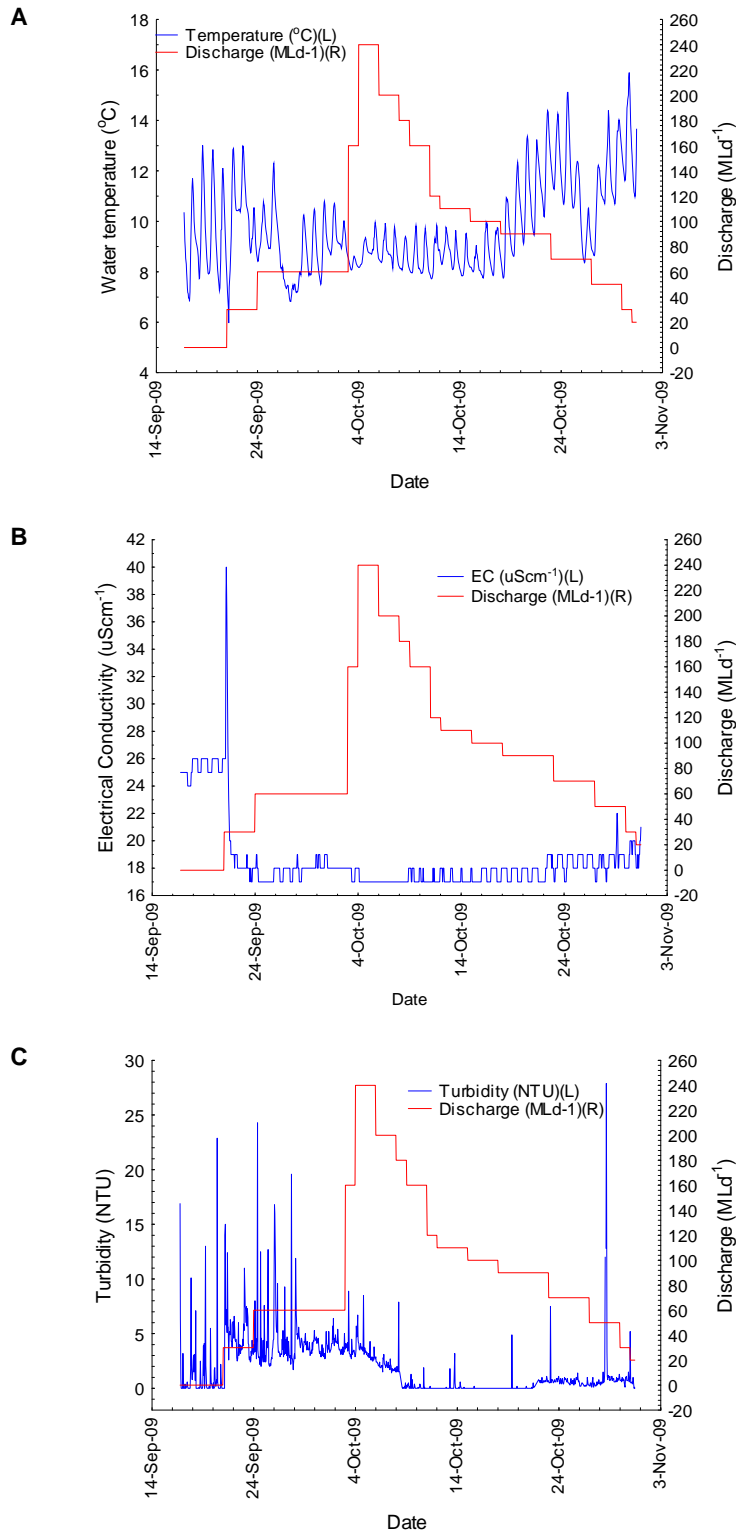 A
Temperature (°C)(L)
Discharge (MLd-1)(R)
Water temperature (°C)
18
16
14
12
10
8
6
4
260
240
220
200
180
160
140
120
100
80
60
40
20
0
-20
Discharge (MLd⁻¹)
14-Sep-09
24-Sep-09
4-Oct-09
14-Oct-09
24-Oct-09
3-Nov-09
Date
B
EC (uScm⁻¹)(L)
Discharge (MLd-1)(R)
Electrical Conductivity (uScm⁻¹)
42
40
38
36
34
32
30
28
26
24
22
20
18
16
260
240
220
200
180
160
140
120
100
80
60
40
20
0
-20
Discharge (MLd⁻¹)
14-Sep-09
24-Sep-09
4-Oct-09
14-Oct-09
24-Oct-09
3-Nov-09
Date
C
Turbidity (NTU)(L)
Discharge (MLd-1)(R)
Turbidity (NTU)
30
25
20
15
10
5
0
260
240
220
200
180
160
140
120
100
80
60
40
20
0
-20
Discharge (MLd⁻¹)
14-Sep-09
24-Sep-09
4-Oct-09
14-Oct-09
24-Oct-09
3-Nov-09
Date